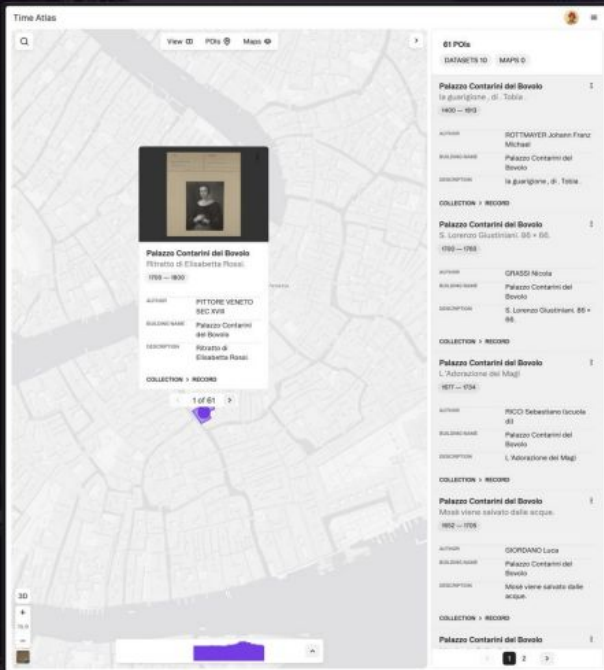 Time Atlas
View
POIs
Maps
61 POIs
DATASETS 10 MAPS 0
Palazzo Contarini del Bovolo
la guarigione , di . Tobia .
1400 — 1913
AUTHOR
ROTTMAYER Johann Franz
Michael
BUILDING NAME
Palazzo Contarini del
Bovolo
DESCRIPTION
la guarigione , di . Tobia .
COLLECTION > RECORD
Palazzo Contarini del Bovolo
S. Lorenzo Giustiniani. 86 × 66.
1700 — 1765
AUTHOR
GRASSI Nicola
BUILDING NAME
Palazzo Contarini del
Bovolo
DESCRIPTION
S. Lorenzo Giustiniani. 86 ×
66.
COLLECTION > RECORD
Palazzo Contarini del Bovolo
L'Adorazione dei Magi
1677 — 1734
AUTHOR
RICCI Sebastiano (scuola
di)
BUILDING NAME
Palazzo Contarini del
Bovolo
DESCRIPTION
L'Adorazione dei Magi
COLLECTION > RECORD
Palazzo Contarini del Bovolo
Mosè viene salvato dalle acque.
1652 — 1705
AUTHOR
GIORDANO Luca
BUILDING NAME
Palazzo Contarini del
Bovolo
DESCRIPTION
Mosè viene salvato dalle
acque.
COLLECTION > RECORD
Palazzo Contarini del Bovolo
1 2
Palazzo Contarini del Bovolo
Ritratto di Elisabetta Rossi.
1700 — 1800
AUTHOR
PITTORE VENETO
SEC XVIII
BUILDING NAME
Palazzo Contarini
del Bovolo
DESCRIPTION
Ritratto di
Elisabetta Rossi.
COLLECTION > RECORD
1 of 61
3D